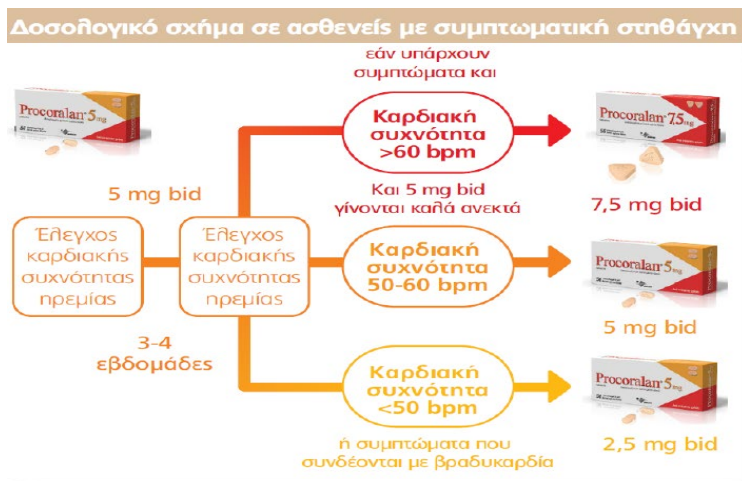 Δοσολογικό σχήμα σε ασθενείς με συμπτωματική στηθάγχη
εάν υπάρχουν
συμπτώματα και
Procoralan® 5 mg
Καρδιακή
συχνότητα
>60 bpm
Procoralan® 7,5 mg
5 mg bid
Και 5 mg bid
γίνονται καλά ανεκτά
7,5 mg bid
Έλεγχος
καρδιακής
συχνότητας
ηρεμίας
Έλεγχος
καρδιακής
συχνότητας
ηρεμίας
Καρδιακή
συχνότητα
50-60 bpm
Procoralan® 5 mg
5 mg bid
3-4
εβδομάδες
Καρδιακή
συχνότητα
<50 bpm
Procoralan® 5 mg
ή συμπτώματα που
συνδέονται με βραδυκαρδία
2,5 mg bid